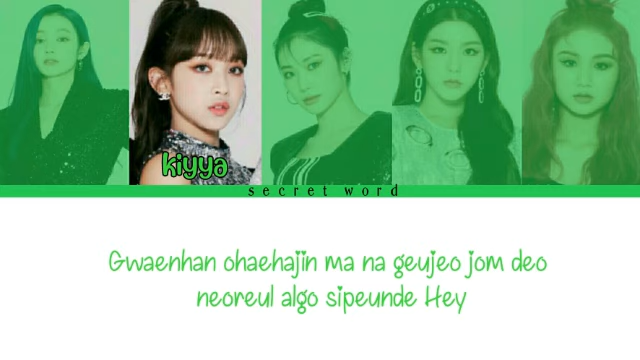 kiyya
secret word
Gwaenhan ohaehajin ma na geujeo jom deo
neoreul algo sipeunde Hey